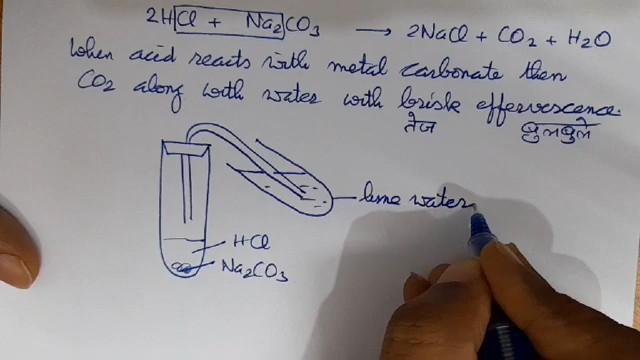 2HCl + Na₂CO₃ → 2NaCl + CO₂ + H₂O
When acid reacts with metal carbonate then
CO₂ along with water with brisk effervescence.
तेज बुलबुले
lime water
HCl
Na₂CO₃